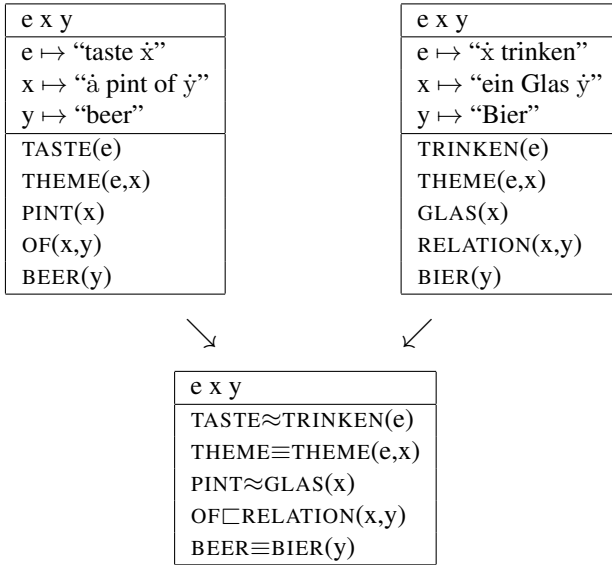 e x y
e ↦ “taste ẋ”
x ↦ “ȧ pint of ẏ”
y ↦ “beer”
TASTE(e)
THEME(e,x)
PINT(x)
OF(x,y)
BEER(y)
e x y
e ↦ “ẋ trinken”
x ↦ “ein Glas ẏ”
y ↦ “Bier”
TRINKEN(e)
THEME(e,x)
GLAS(x)
RELATION(x,y)
BIER(y)
e x y
TASTE≈TRINKEN(e)
THEME≡THEME(e,x)
PINT≈GLAS(x)
OF⊏RELATION(x,y)
BEER≡BIER(y)